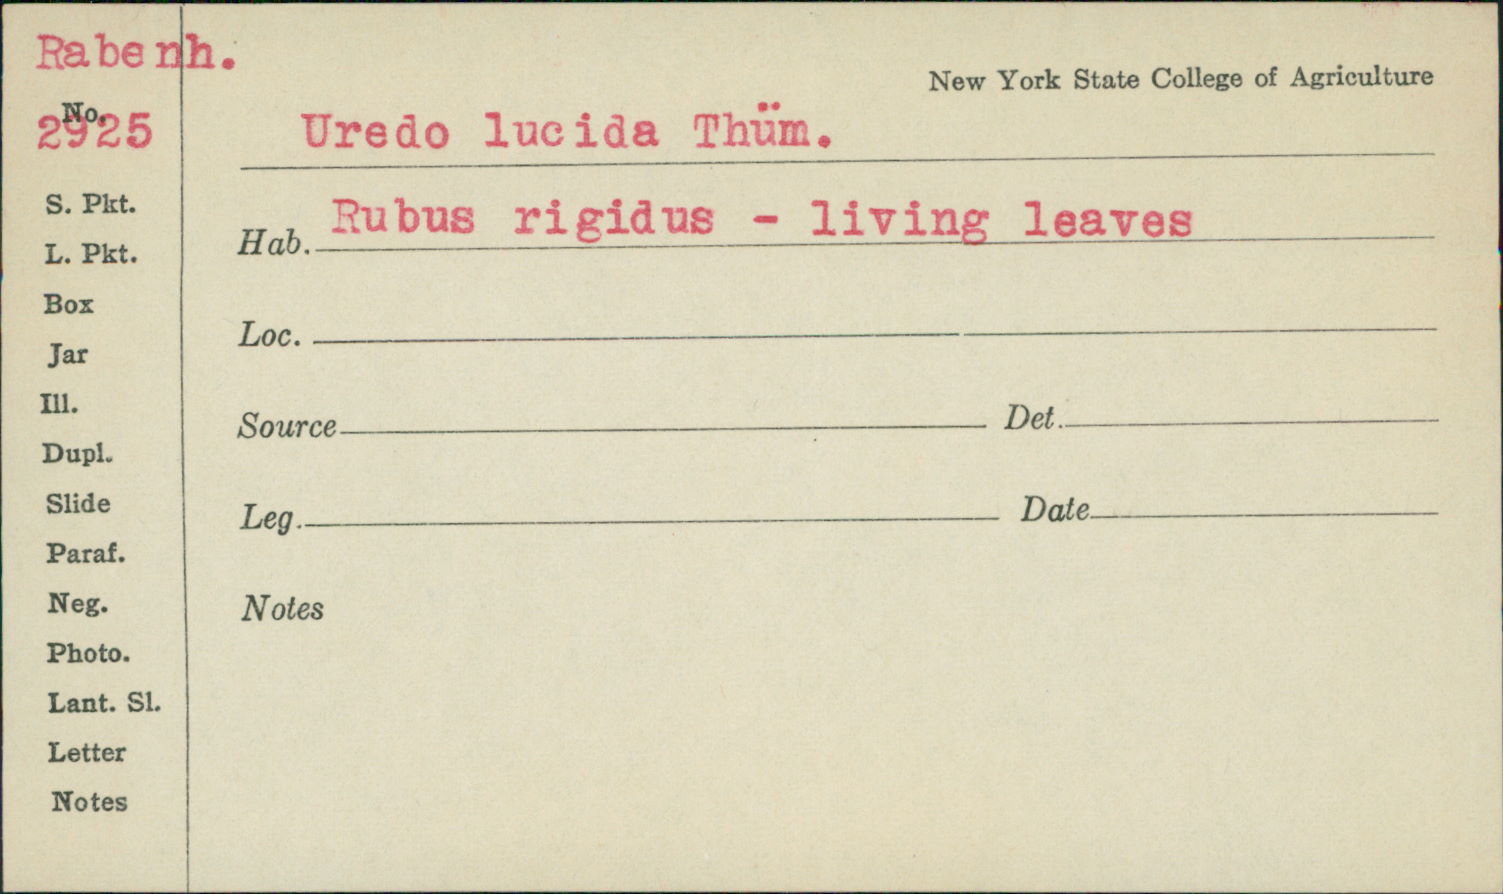 Rabenh.
New York State College of Agriculture
No.
2925
Uredo lucida Thüm.
S. Pkt.
Hab. Rubus rigidus - living leaves
L. Pkt.
Box
Loc.
Jar
Ill.
Source Det.
Dupl.
Slide
Leg. Date
Paraf.
Neg.
Notes
Photo.
Lant. Sl.
Letter
Notes